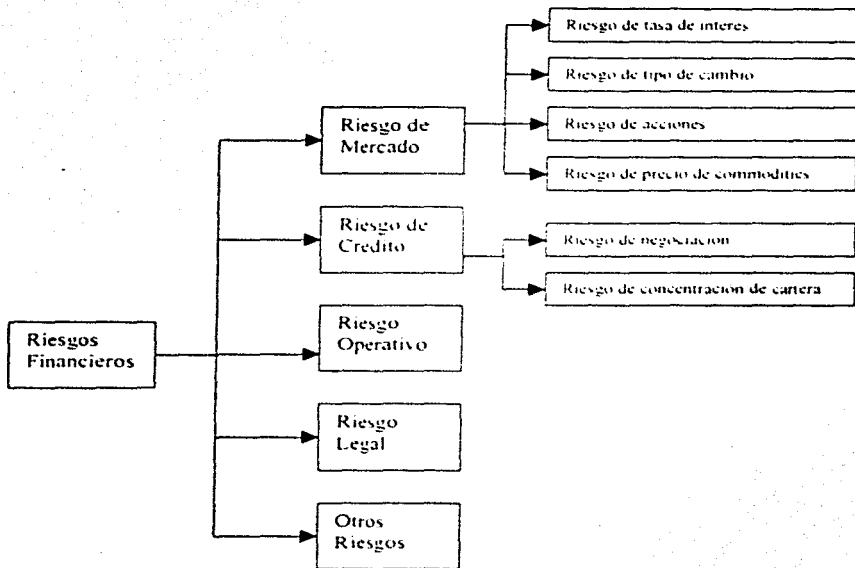 Riesgo de tasa de interes
Riesgo de tipo de cambio
Riesgo de
Mercado
Riesgo de acciones
Riesgo de precio de commodities
Riesgo de
Credito
Riesgo de negociacion
Riesgo de concentracion de cartera
Riesgos
Financieros
Riesgo
Operativo
Riesgo
Legal
Otros
Riesgos